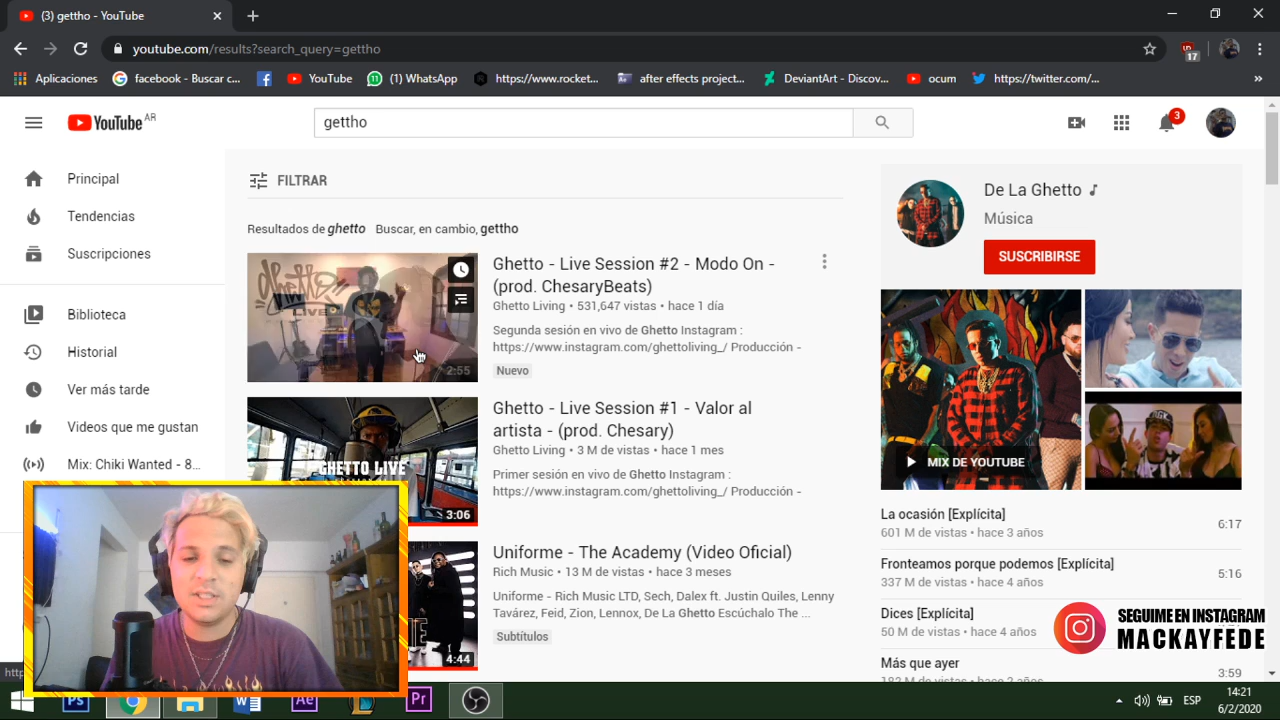 (3) gettho - YouTube
youtube.com/results?search_query=gettho
17
Aplicaciones facebook - Buscar c... YouTube (1) WhatsApp https://www.rocket... after effects project... DeviantArt - Discov... ocum https://twitter.com/... »
YouTube AR
gettho
3
Principal
Tendencias
Suscripciones
Biblioteca
Historial
Ver más tarde
Videos que me gustan
Mix: Chiki Wanted - 8...
FILTRAR
Resultados de ghetto Buscar, en cambio, gettho
2:55
Ghetto - Live Session #2 - Modo On -
(prod. ChesaryBeats)
Ghetto Living • 531,647 vistas • hace 1 día
Segunda sesión en vivo de Ghetto Instagram :
https://www.instagram.com/ghettoliving_/ Producción -
Nuevo
GHETTO LIVE
3:06
Ghetto - Live Session #1 - Valor al
artista - (prod. Chesary)
Ghetto Living • 3 M de vistas • hace 1 mes
Primer sesión en vivo de Ghetto Instagram :
https://www.instagram.com/ghettoliving_/ Producción -
4:44
Uniforme - The Academy (Video Oficial)
Rich Music • 13 M de vistas • hace 3 meses
Uniforme - Rich Music LTD, Sech, Dalex ft. Justin Quiles, Lenny
Tavárez, Feid, Zion, Lennox, De La Ghetto Escúchalo The ...
Subtítulos
De La Ghetto
Música
SUSCRIBIRSE
MIX DE YOUTUBE
La ocasión [Explícita]
601 M de vistas • hace 3 años
6:17
Fronteamos porque podemos [Explícita]
337 M de vistas • hace 4 años
5:16
Dices [Explícita]
50 M de vistas • hace 4 años
Más que ayer
3:59
SEGUIME EN INSTAGRAM
MACKAYFEDE
Ps
W
Ae
Pr
ESP
14:21
6/2/2020